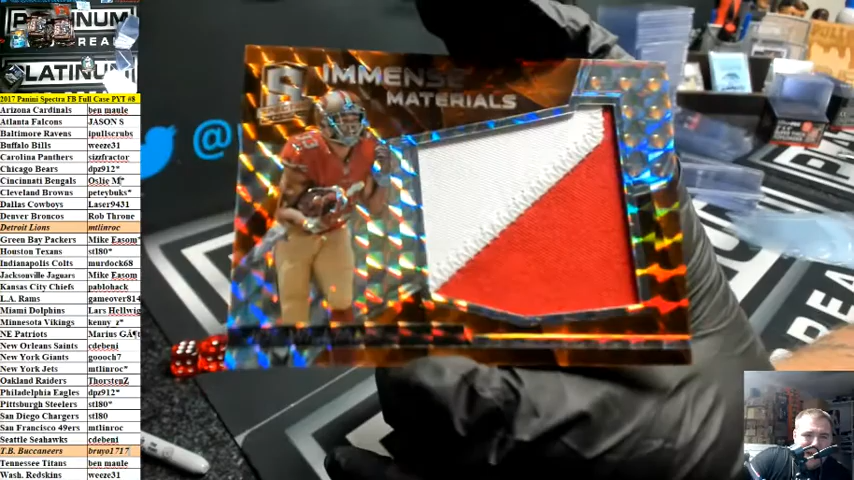 PLATINUM
BREAK
PLATINUM
2017 Panini Spectra FB Full Case PYT #8
Arizona Cardinals ben maule
Atlanta Falcons JASON S
Baltimore Ravens ipullscrubs
Buffalo Bills weeze31
Carolina Panthers sizzfractor
Chicago Bears dpz912*
Cincinnati Bengals Oslie M*
Cleveland Browns peteybuks*
Dallas Cowboys Laser9431
Denver Broncos Rob Throne
Detroit Lions mtlinroc
Green Bay Packers Mike Easom*
Houston Texans stl80*
Indianapolis Colts murdock68
Jacksonville Jaguars Mike Easom
Kansas City Chiefs pablohack
L.A. Rams gameover814
Miami Dolphins Lars Hellwig
Minnesota Vikings kenny_z*
NE Patriots Marius
New Orleans Saints cdebeni
New York Giants goooch7
New York Jets mtlinroc*
Oakland Raiders ThorstenZ
Philadelphia Eagles dpz912*
Pittsburgh Steelers stl80*
San Diego Chargers stl80
San Francisco 49ers mtlinroc
Seattle Seahawks cdebeni
T.B. Buccaneers bruyo1717
Tennessee Titans ben maule
Wash. Redskins weeze31
IMMENSE
MATERIALS
@